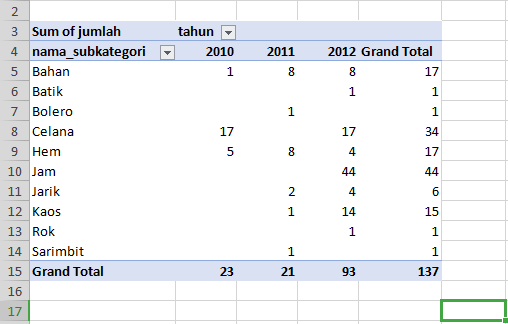 2
3 Sum of jumlah tahun
4 nama_subkategori 2010 2011 2012 Grand Total
5 Bahan 1 8 8 17
6 Batik 1 1
7 Bolero 1 1
8 Celana 17 17 34
9 Hem 5 8 4 17
10 Jam 44 44
11 Jarik 2 4 6
12 Kaos 1 14 15
13 Rok 1 1
14 Sarimbit 1 1
15 Grand Total 23 21 93 137
16
17